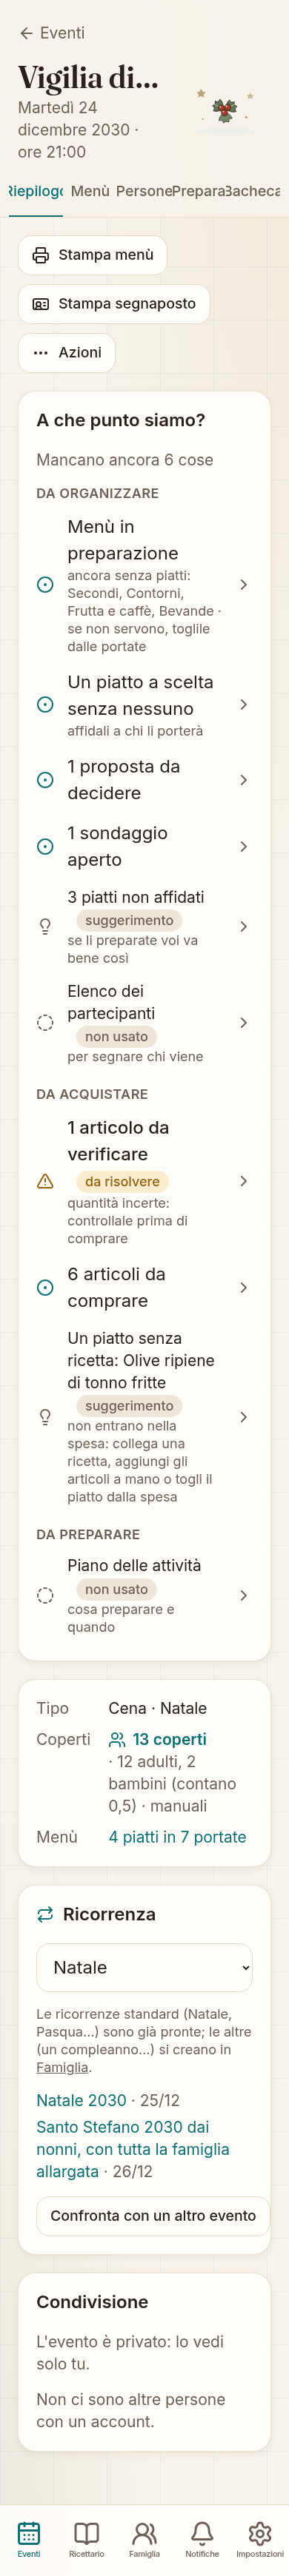 Eventi
Vigilia di...
Martedì 24
dicembre 2030 ·
ore 21:00
Riepilogo Menù Persone Prepara Bacheca
Stampa menù
Stampa segnaposto
Azioni
A che punto siamo?
Mancano ancora 6 cose
DA ORGANIZZARE
Menù in
preparazione
ancora senza piatti:
Secondi, Contorni,
Frutta e caffè, Bevande ·
se non servono, toglile
dalle portate
Un piatto a scelta
senza nessuno
affidali a chi li porterà
1 proposta da
decidere
1 sondaggio
aperto
3 piatti non affidati
suggerimento
se li preparate voi va
bene così
Elenco dei
partecipanti
non usato
per segnare chi viene
DA ACQUISTARE
1 articolo da
verificare
da risolvere
quantità incerte:
controllale prima di
comprare
6 articoli da
comprare
Un piatto senza
ricetta: Olive ripiene
di tonno fritte
suggerimento
non entrano nella
spesa: collega una
ricetta, aggiungi gli
articoli a mano o togli il
piatto dalla spesa
DA PREPARARE
Piano delle attività
non usato
cosa preparare e
quando
Tipo Cena · Natale
Coperti 13 coperti
· 12 adulti, 2
bambini (contano
0,5) · manuali
Menù 4 piatti in 7 portate
Ricorrenza
Natale
Le ricorrenze standard (Natale,
Pasqua...) sono già pronte; le altre
(un compleanno...) si creano in
Famiglia.
Natale 2030 · 25/12
Santo Stefano 2030 dai
nonni, con tutta la famiglia
allargata · 26/12
Confronta con un altro evento
Condivisione
L'evento è privato: lo vedi
solo tu.
Non ci sono altre persone
con un account.
Eventi Ricettario Famiglia Notifiche Impostazioni